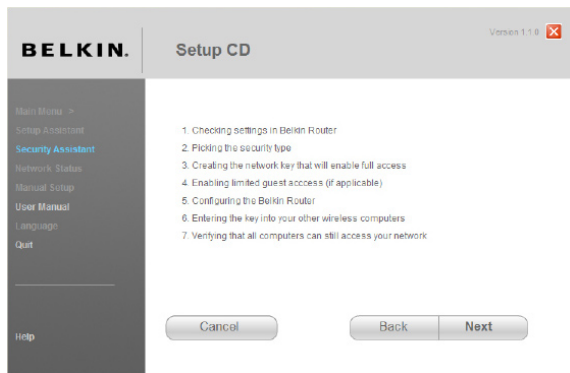 BELKIN.
Setup CD
Version 1.1.0
Main Menu >
Setup Assistant
Security Assistant
Network Status
Manual Setup
User Manual
Language
Quit
Help
1. Checking settings in Belkin Router
2. Picking the security type
3. Creating the network key that will enable full access
4. Enabling limited guest acccess (if applicable)
5. Configuring the Belkin Router
6. Entering the key into your other wireless computers
7. Verifying that all computers can still access your network
Cancel
Back
Next